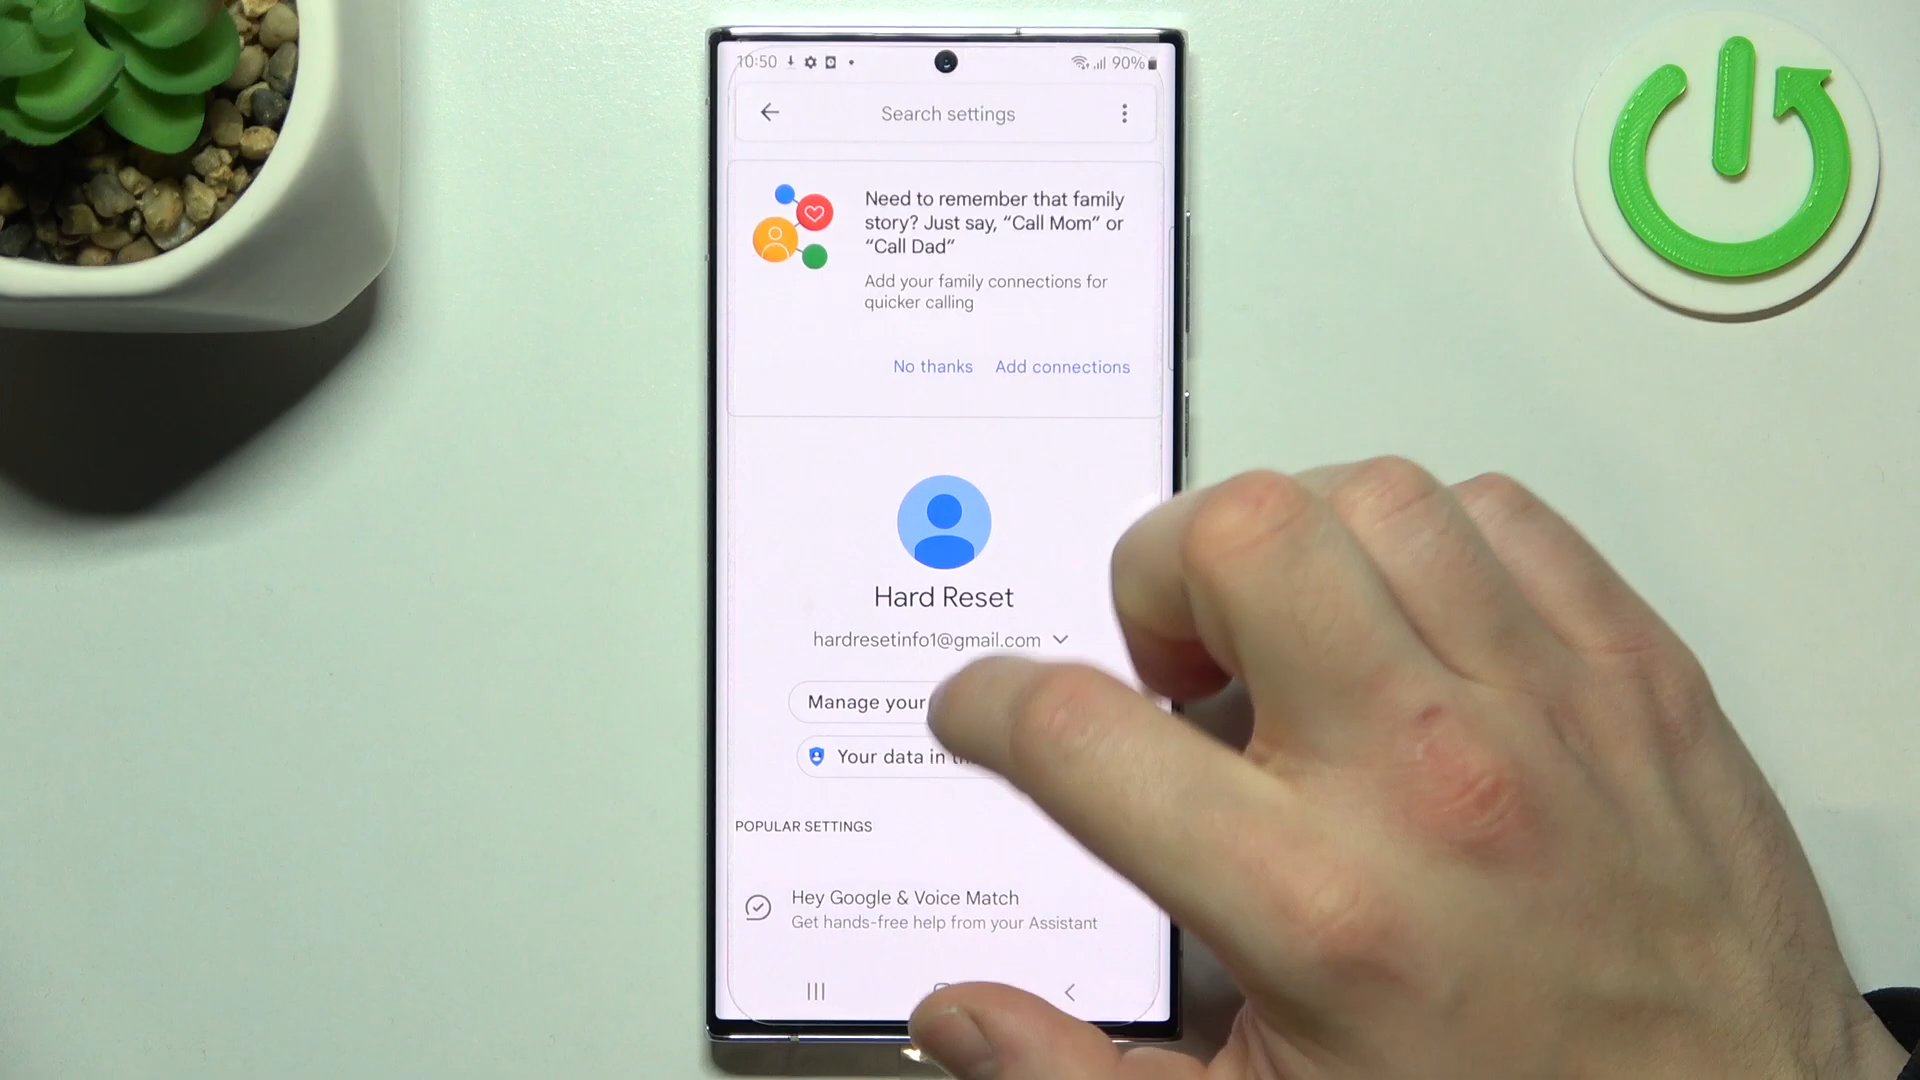 10:50 90%
Search settings
Need to remember that family
story? Just say, “Call Mom” or
“Call Dad”
Add your family connections for
quicker calling
No thanks Add connections
Hard Reset
hardresetinfo1@gmail.com
Manage your
Your data in
POPULAR SETTINGS
Hey Google & Voice Match
Get hands-free help from your Assistant